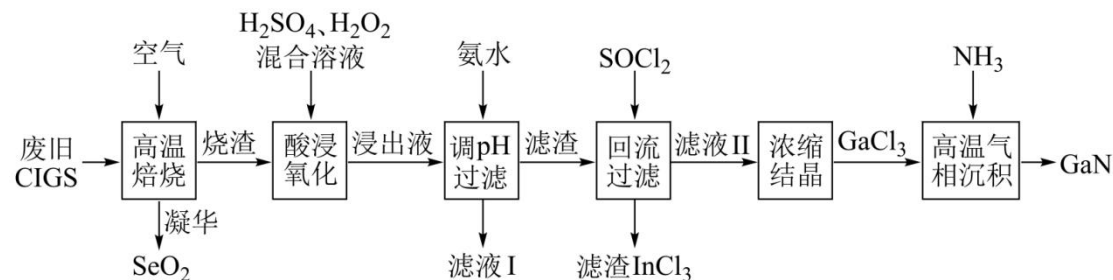 H₂SO₄、H₂O₂
空气 混合溶液 氨水 SOCl₂ NH₃
废旧 CIGS 高温焙烧 烧渣 酸浸氧化 浸出液 调pH过滤 滤渣 回流过滤 滤液II 浓缩结晶 GaCl₃ 高温气相沉积 GaN
凝华
SeO₂ 滤液I 滤渣InCl₃